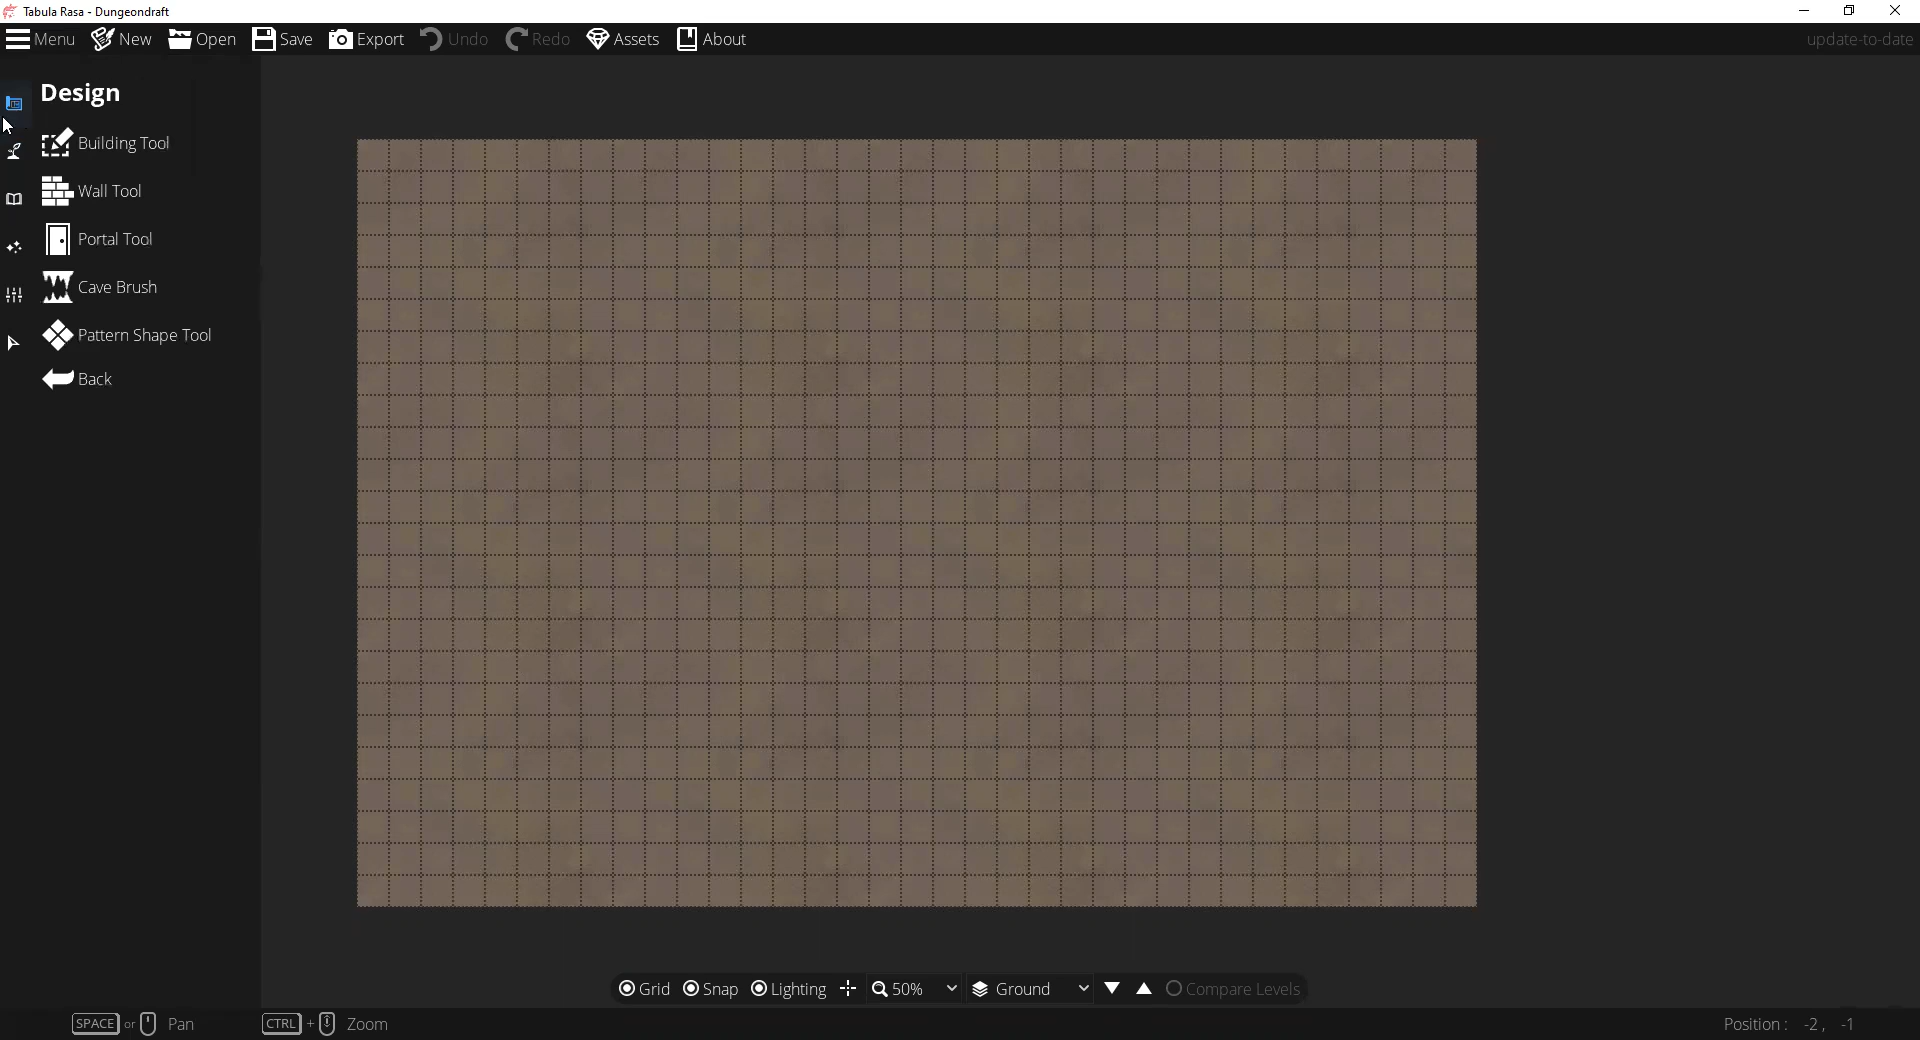 Tabula Rasa - Dungeondraft
Menu New Open Save Export Undo Redo Assets About update-to-date
Design
Building Tool
Wall Tool
Portal Tool
Cave Brush
Pattern Shape Tool
Back
Grid Snap Lighting 50% Ground Compare Levels
SPACE or Pan CTRL + Zoom Position : -2 , -1